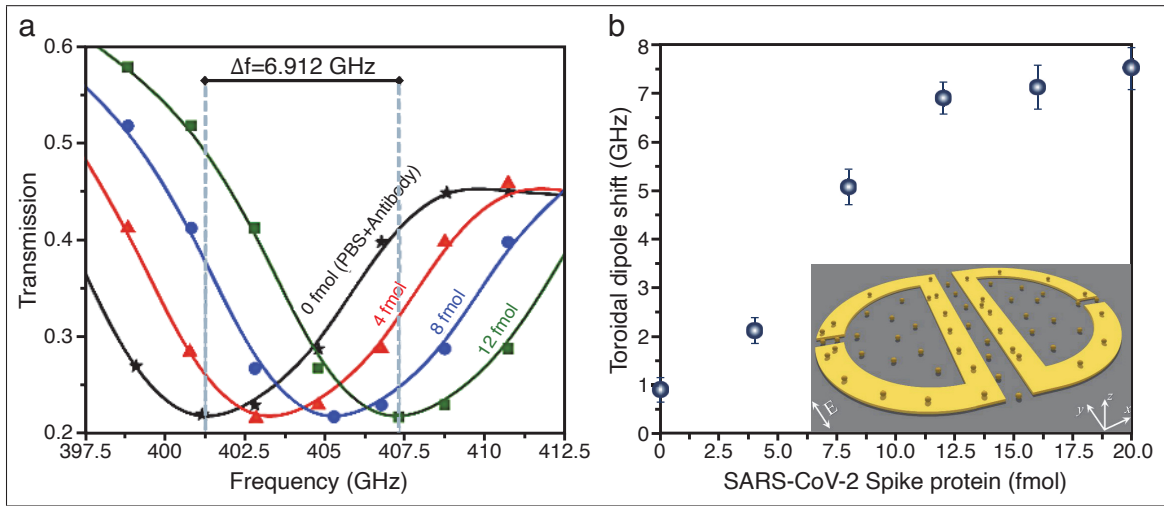 a
Δf=6.912 GHz
0.6
0.5
0.4
0.3
0.2
Transmission
0 fmol (PBS+Antibody)
4 fmol
8 fmol
12 fmol
397.5 400 402.5 405 407.5 410 412.5
Frequency (GHz)
b
8
7
6
5
4
3
2
1
0
Toroidal dipole shift (GHz)
E
y z x
0 2.5 5.0 7.5 10.0 12.5 15.0 17.5 20.0
SARS-CoV-2 Spike protein (fmol)